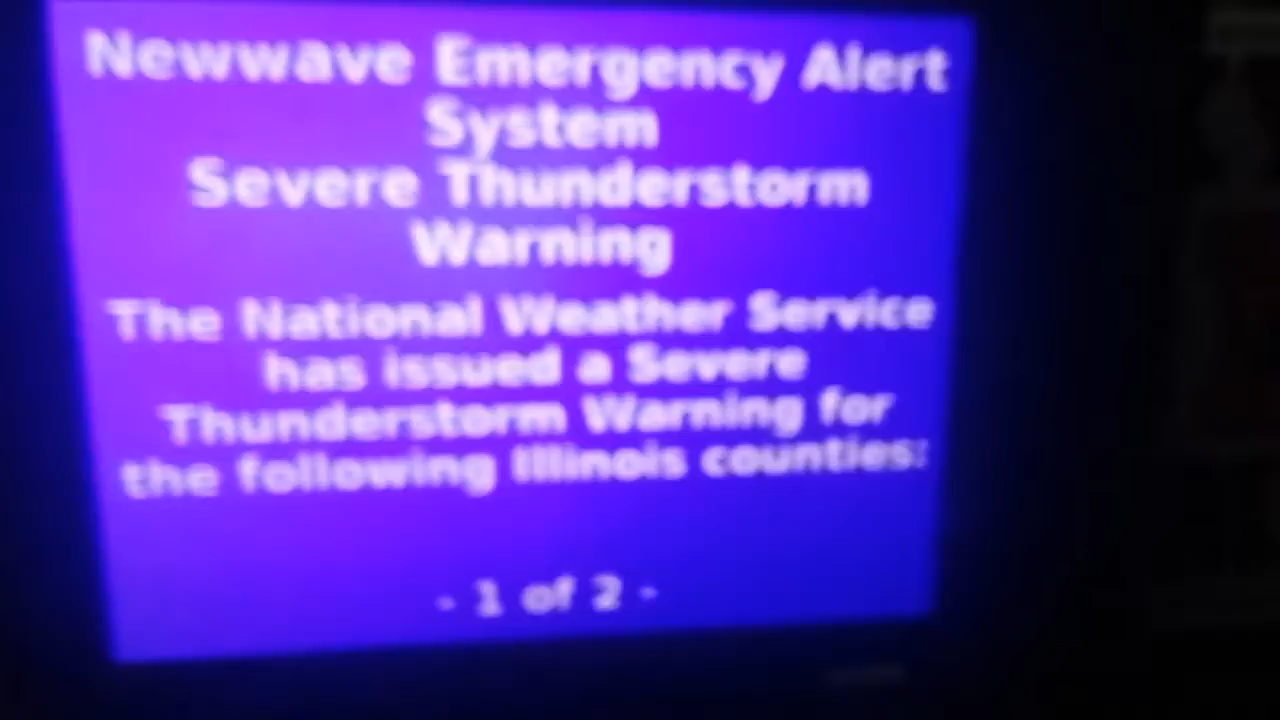 Newwave Emergency Alert
System
Severe Thunderstorm
Warning
The National Weather Service
has issued a Severe
Thunderstorm Warning for
the following Illinois counties:
- 1 of 2 -